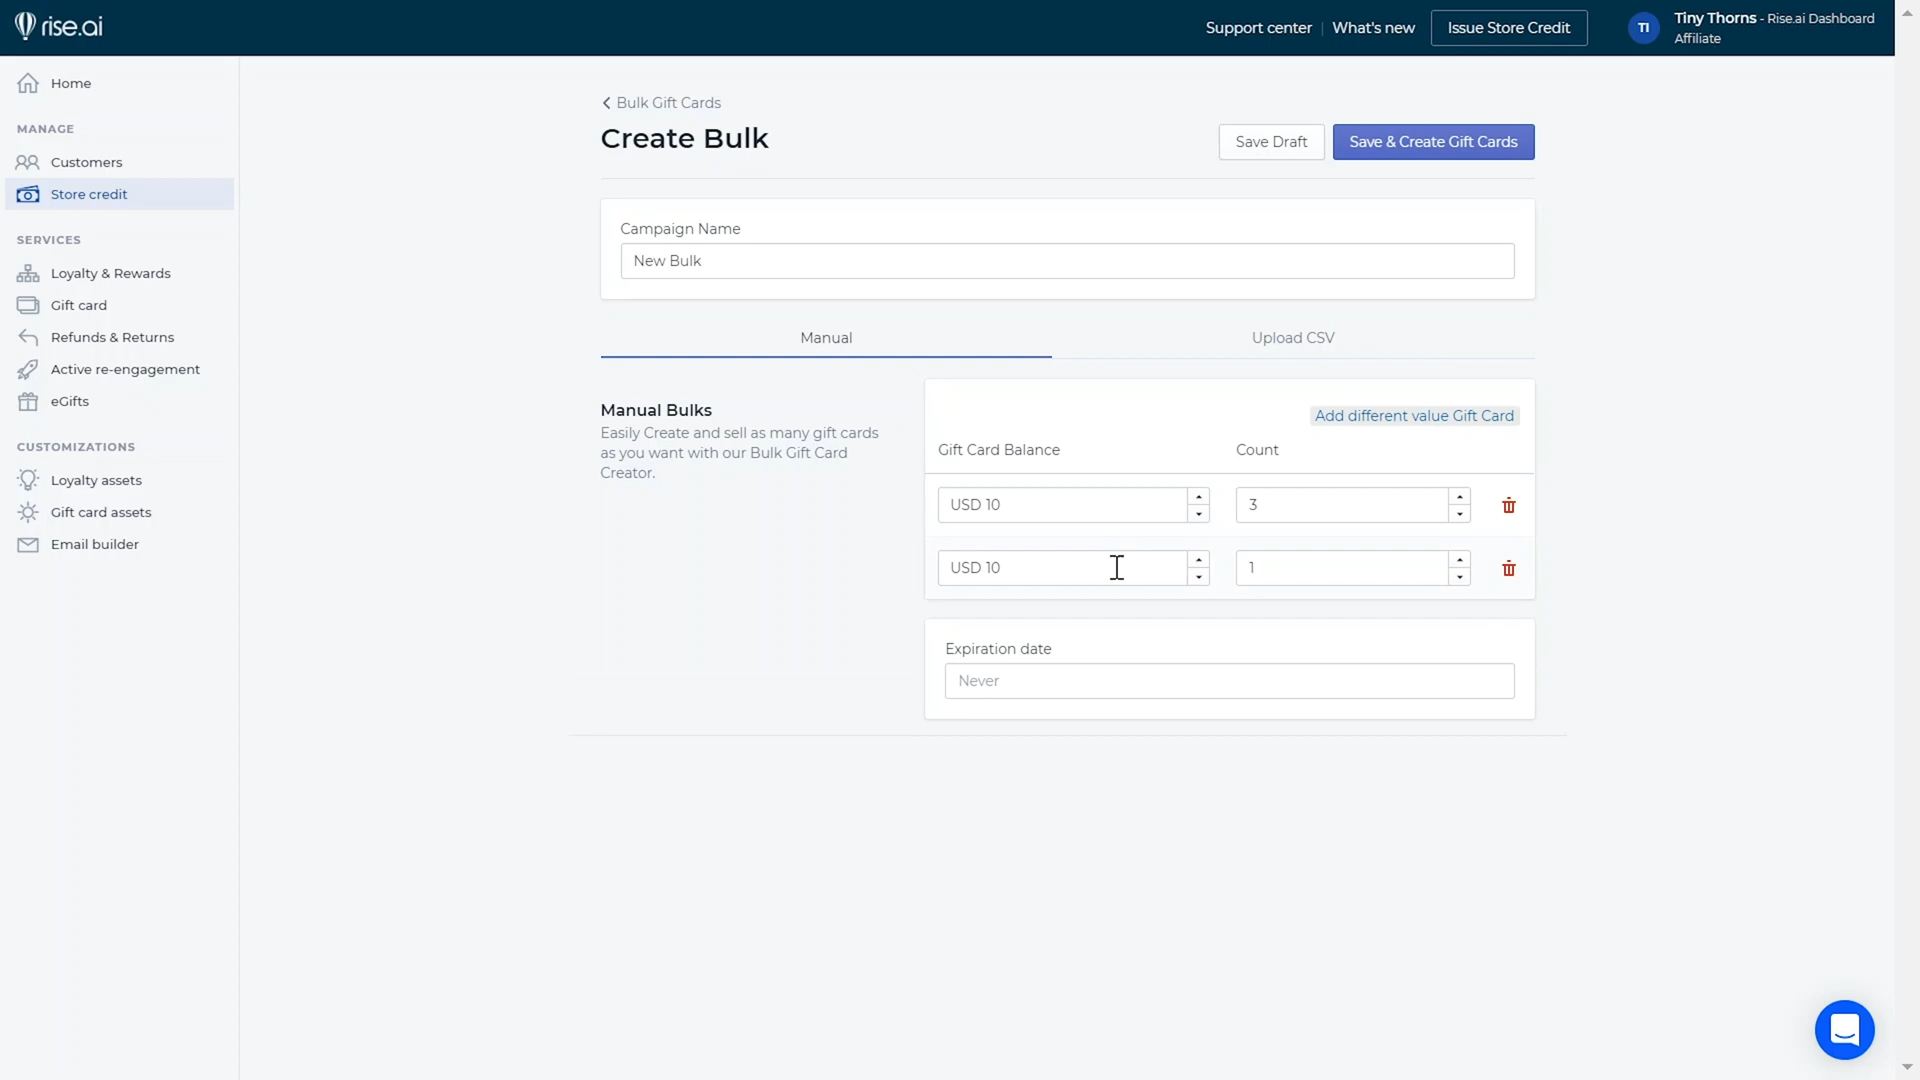 rise.ai
Support center
What's new
Issue Store Credit
TI
Tiny Thorns - Rise.ai Dashboard
Affiliate
Home
MANAGE
Customers
Store credit
SERVICES
Loyalty & Rewards
Gift card
Refunds & Returns
Active re-engagement
eGifts
CUSTOMIZATIONS
Loyalty assets
Gift card assets
Email builder
Bulk Gift Cards
Create Bulk
Save Draft
Save & Create Gift Cards
Campaign Name
New Bulk
Manual
Upload CSV
Manual Bulks
Easily Create and sell as many gift cards
as you want with our Bulk Gift Card
Creator.
Add different value Gift Card
Gift Card Balance
Count
USD 10
3
USD 10
1
Expiration date
Never